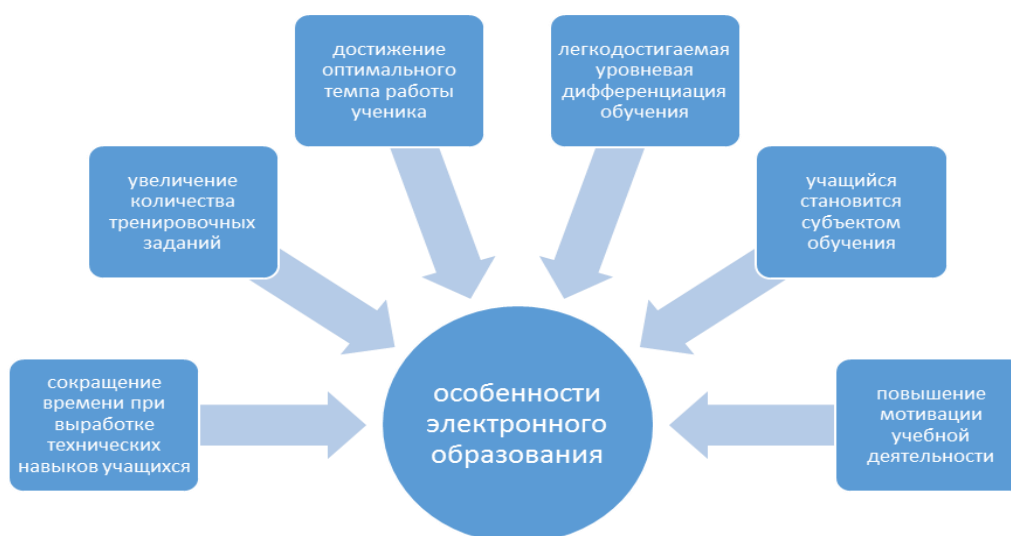 достижение
оптимального
темпа работы
ученика
легкодостигаемая
уровневая
дифференциация
обучения
увеличение
количества
тренировочных
заданий
учащийся
становится
субъектом
обучения
сокращение
времени при
выработке
технических
навыков учащихся
особенности
электронного
образования
повышение
мотивации
учебной
деятельности